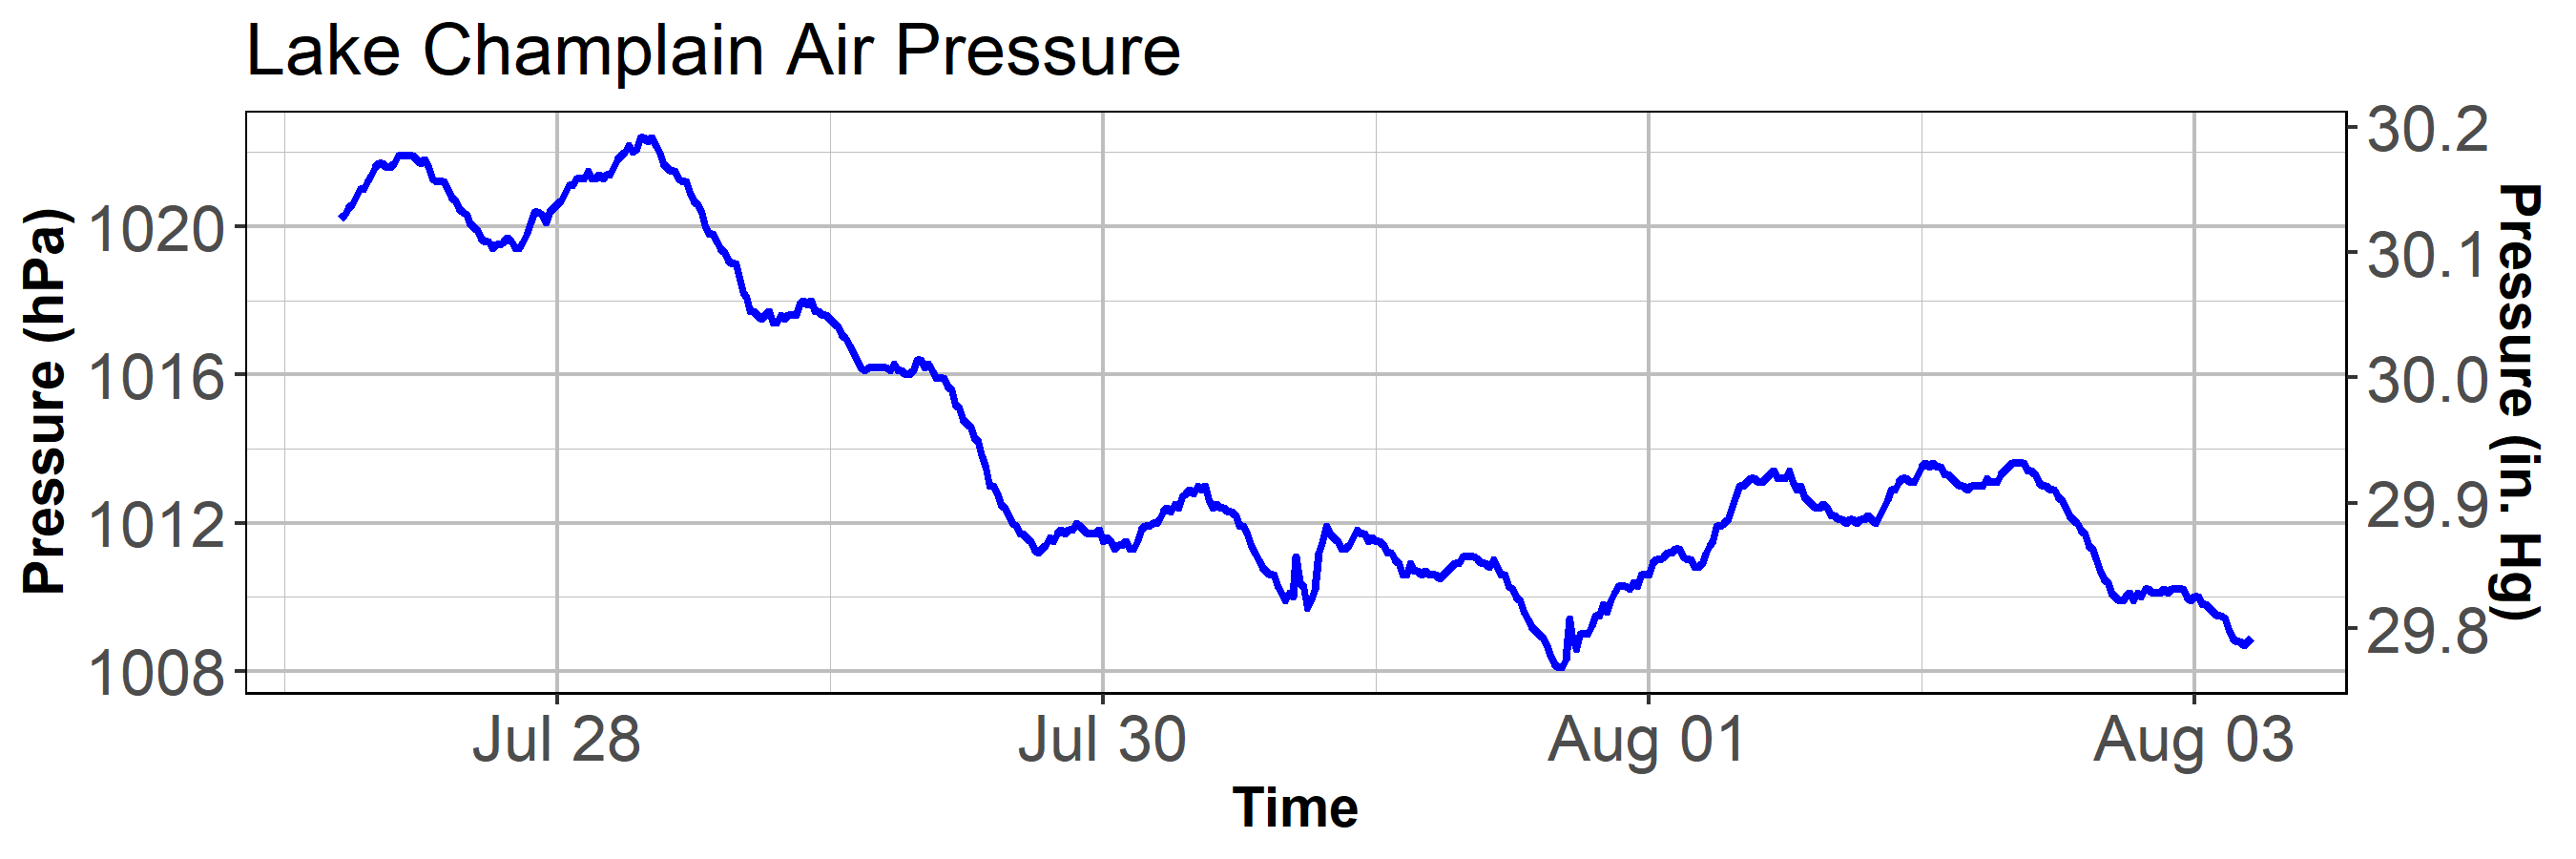 Lake Champlain Air Pressure
Pressure (hPa)
1020
1016
1012
1008
30.2
30.1
30.0
29.9
29.8
Pressure (in. Hg)
Jul 28
Jul 30
Aug 01
Aug 03
Time